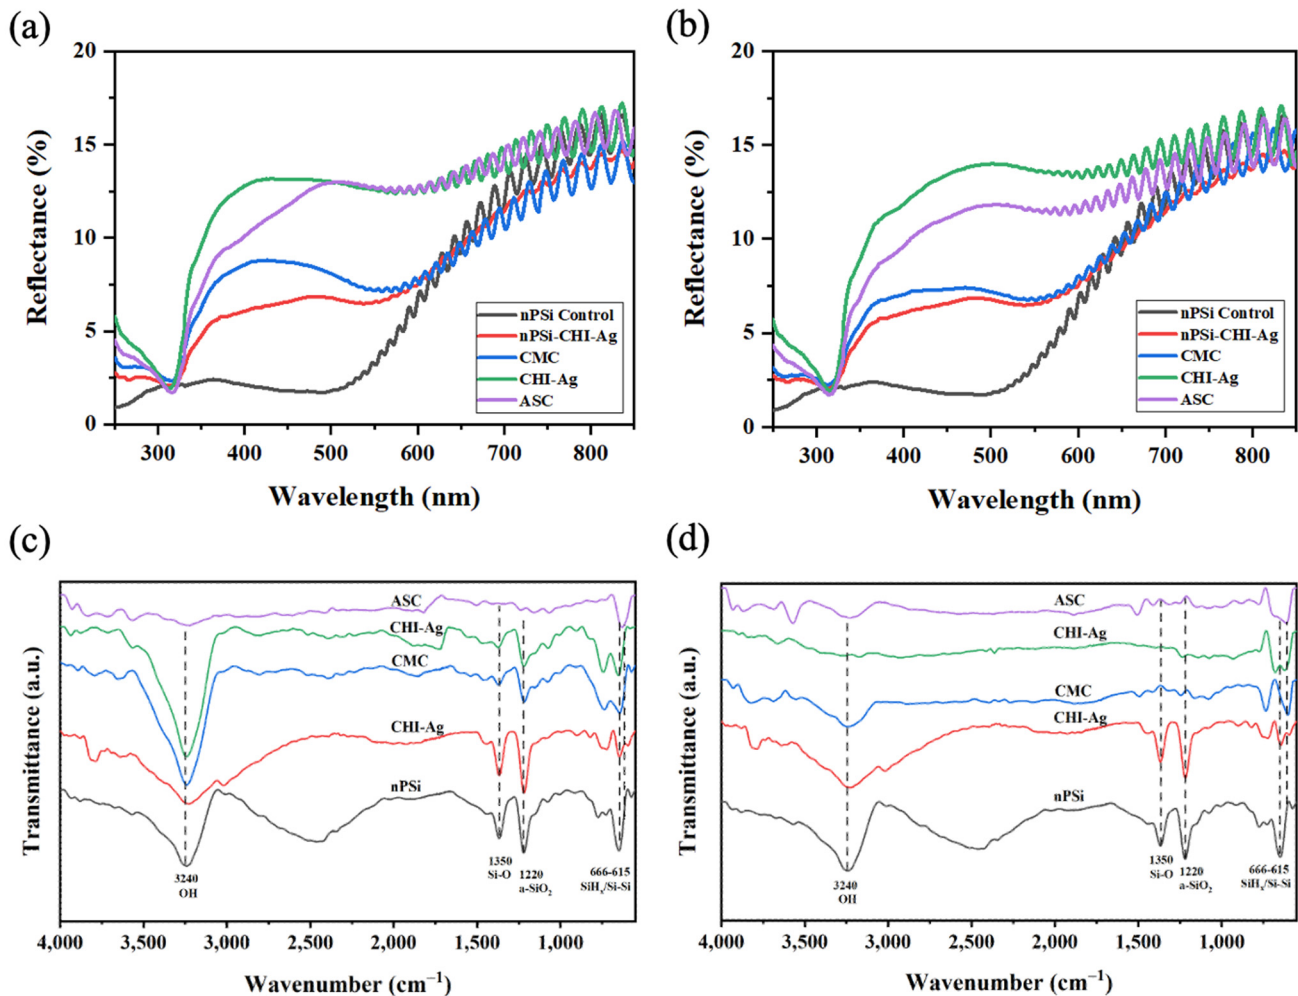 (a)
20
15
10
5
0
Reflectance (%)
nPSi Control
nPSi-CHI-Ag
CMC
CHI-Ag
ASC
300 400 500 600 700 800
Wavelength (nm)
(b)
20
15
10
5
0
Reflectance (%)
nPSi Control
nPSi-CHI-Ag
CMC
CHI-Ag
ASC
300 400 500 600 700 800
Wavelength (nm)
(c)
Transmittance (a.u.)
ASC
CHI-Ag
CMC
CHI-Ag
nPSi
3240
OH
1350
Si-O
1220
a-SiO₂
666-615
SiHₓ/Si-Si
4,000 3,500 3,000 2,500 2,000 1,500 1,000
Wavenumber (cm⁻¹)
(d)
Transmittance (a.u.)
ASC
CHI-Ag
CMC
CHI-Ag
nPSi
3240
OH
1350
Si-O
1220
a-SiO₂
666-615
SiHₓ/Si-Si
4,000 3,500 3,000 2,500 2,000 1,500 1,000
Wavenumber (cm⁻¹)